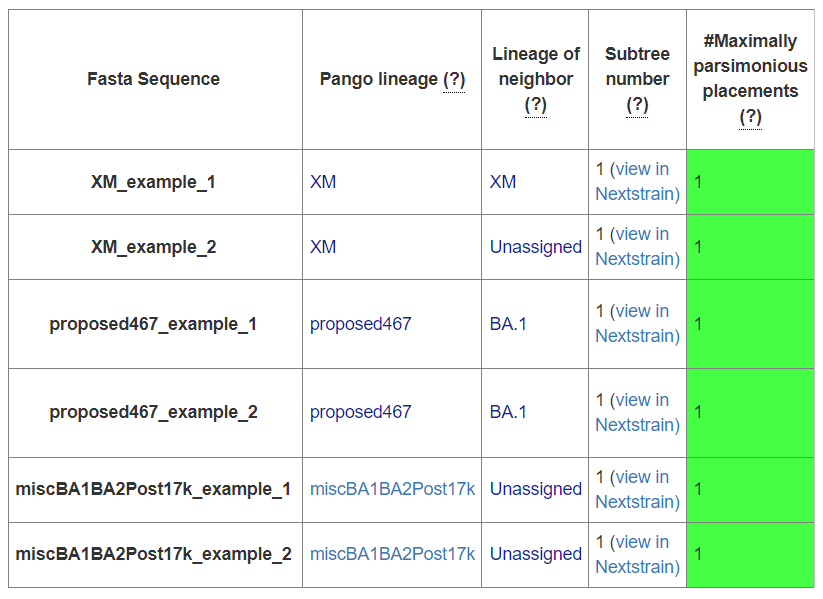 Fasta Sequence
Pango lineage (?)
Lineage of
neighbor
(?)
Subtree
number
(?)
#Maximally
parsimonious
placements
(?)
XM_example_1
XM
XM
1 (view in
Nextstrain)
1
XM_example_2
XM
Unassigned
1 (view in
Nextstrain)
1
proposed467_example_1
proposed467
BA.1
1 (view in
Nextstrain)
1
proposed467_example_2
proposed467
BA.1
1 (view in
Nextstrain)
1
miscBA1BA2Post17k_example_1
miscBA1BA2Post17k
Unassigned
1 (view in
Nextstrain)
1
miscBA1BA2Post17k_example_2
miscBA1BA2Post17k
Unassigned
1 (view in
Nextstrain)
1